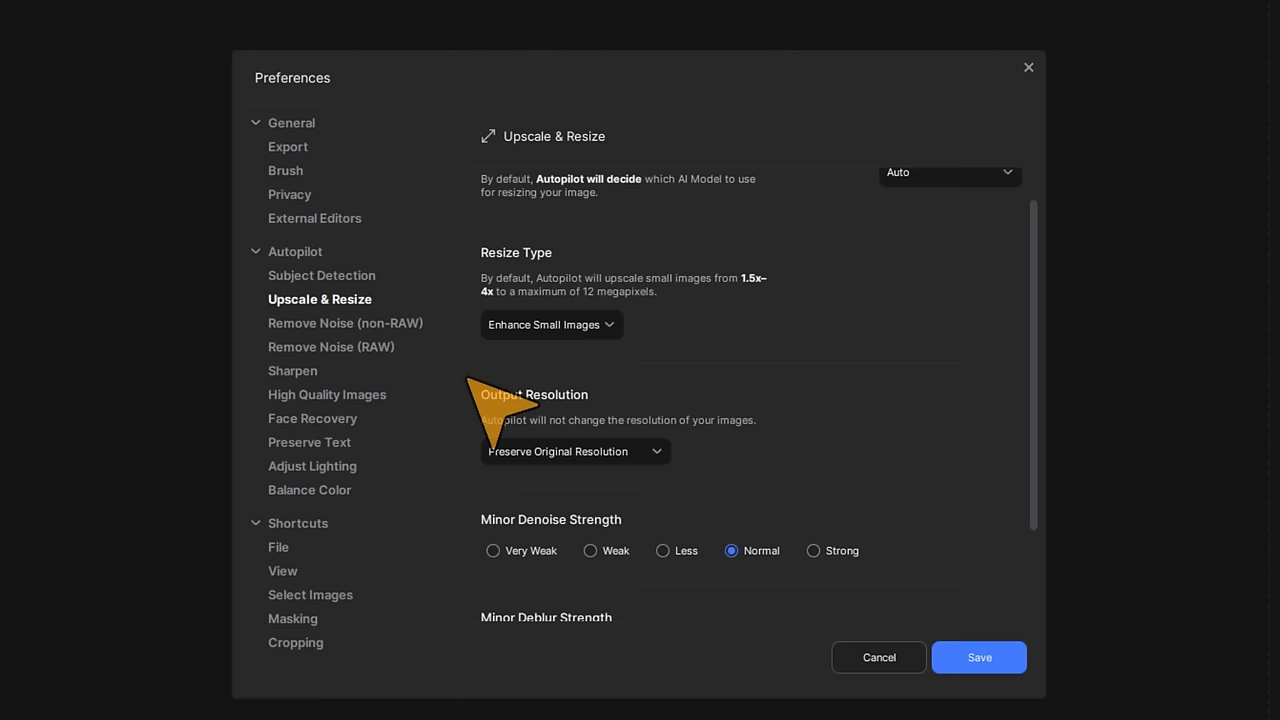 Preferences
General
Export
Brush
Privacy
External Editors
Autopilot
Subject Detection
Upscale & Resize
Remove Noise (non-RAW)
Remove Noise (RAW)
Sharpen
High Quality Images
Face Recovery
Preserve Text
Adjust Lighting
Balance Color
Shortcuts
File
View
Select Images
Masking
Cropping
Upscale & Resize
By default, Autopilot will decide which AI Model to use
for resizing your image.
Auto
Resize Type
By default, Autopilot will upscale small images from 1.5x–
4x to a maximum of 12 megapixels.
Enhance Small Images
Output Resolution
Autopilot will not change the resolution of your images.
Preserve Original Resolution
Minor Denoise Strength
Very Weak
Weak
Less
Normal
Strong
Minor Deblur Strength
Cancel
Save